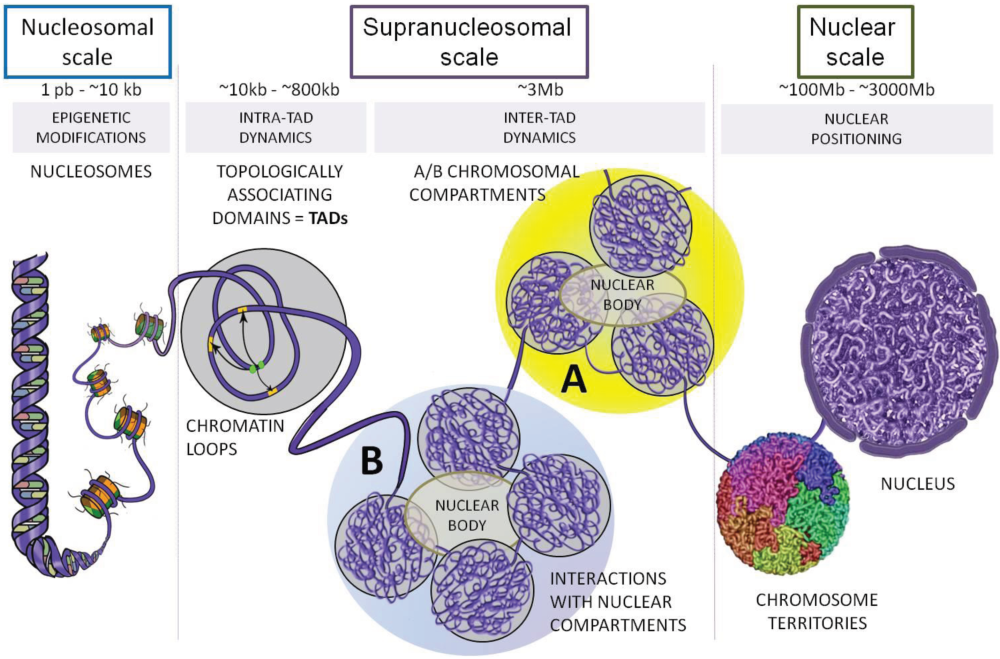 Nucleosomal
scale
Supranucleosomal
scale
Nuclear
scale
1 pb - ~10 kb
~10kb - ~800kb
~3Mb
~100Mb - ~3000Mb
EPIGENETIC
MODIFICATIONS
INTRA-TAD
DYNAMICS
INTER-TAD
DYNAMICS
NUCLEAR
POSITIONING
NUCLEOSOMES
TOPOLOGICALLY
ASSOCIATING
DOMAINS = TADs
A/B CHROMOSOMAL
COMPARTMENTS
NUCLEAR
BODY
A
CHROMATIN
LOOPS
B
NUCLEAR
BODY
NUCLEUS
INTERACTIONS
WITH NUCLEAR
COMPARTMENTS
CHROMOSOME
TERRITORIES